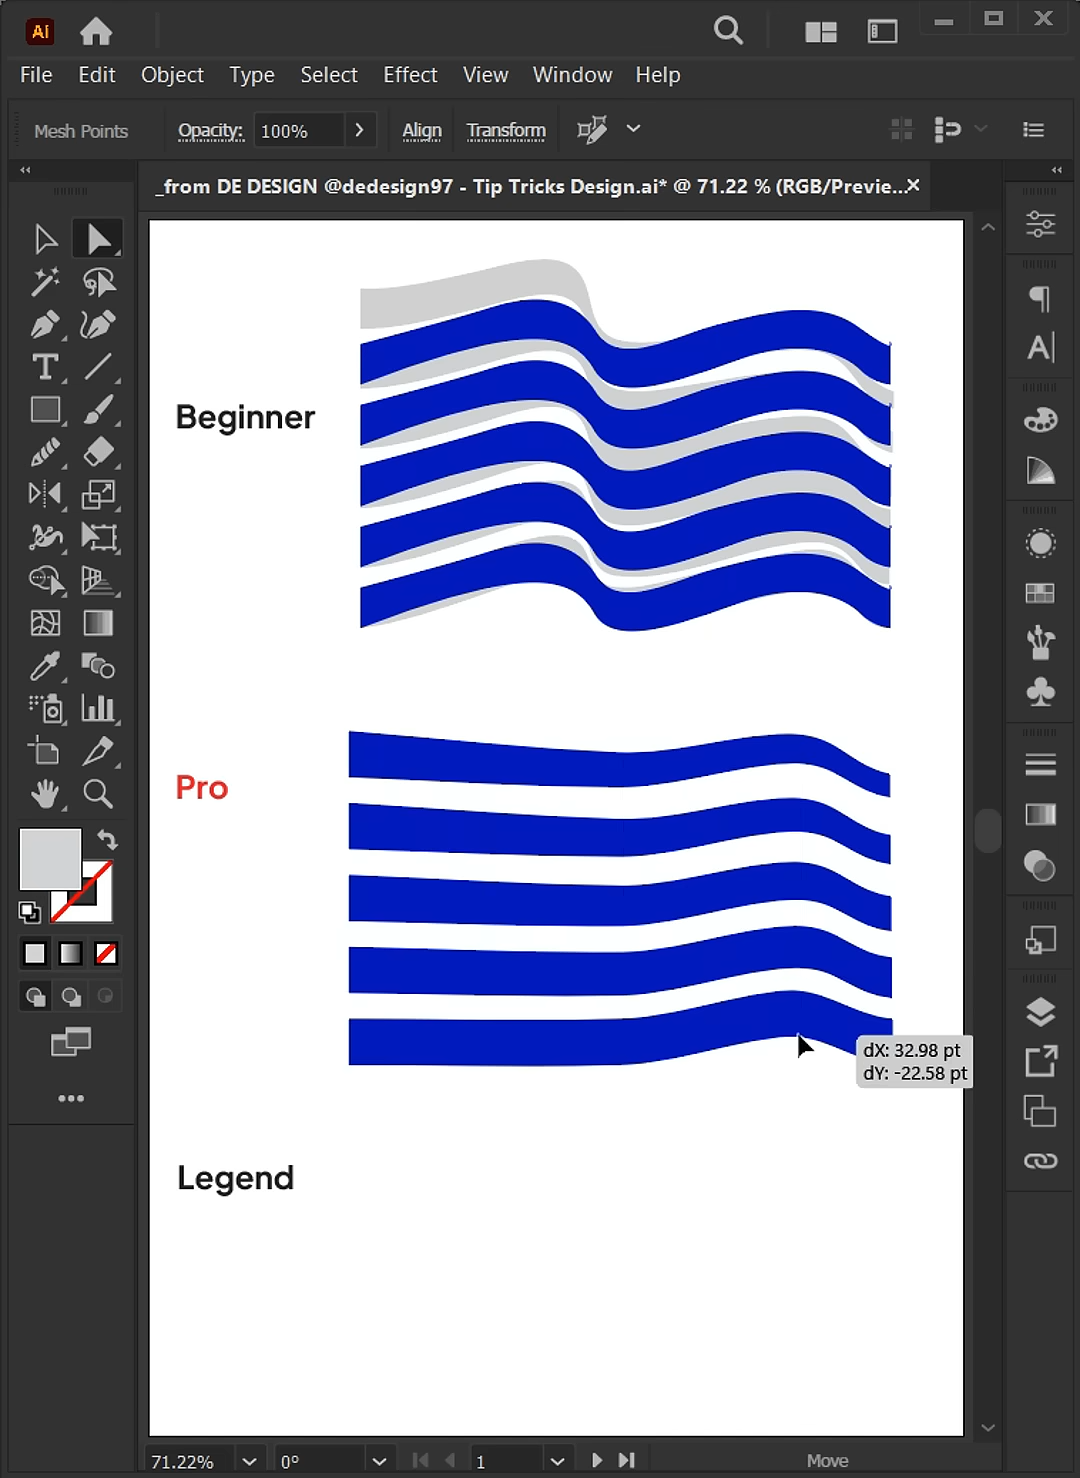 Ai
File Edit Object Type Select Effect View Window Help
Mesh Points Opacity: 100% Align Transform
_from DE DESIGN @dedesign97 - Tip Tricks Design.ai* @ 71.22 % (RGB/Previe...
Beginner
Pro
dX: 32.98 pt
dY: -22.58 pt
Legend
71.22% 0° 1 Move